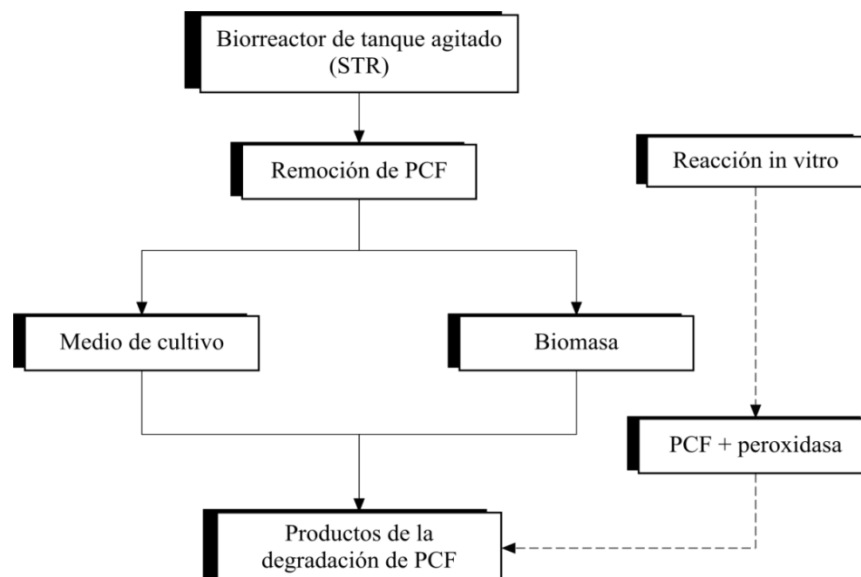 Biorreactor de tanque agitado
(STR)
Remoción de PCF
Reacción in vitro
Medio de cultivo
Biomasa
PCF + peroxidasa
Productos de la
degradación de PCF